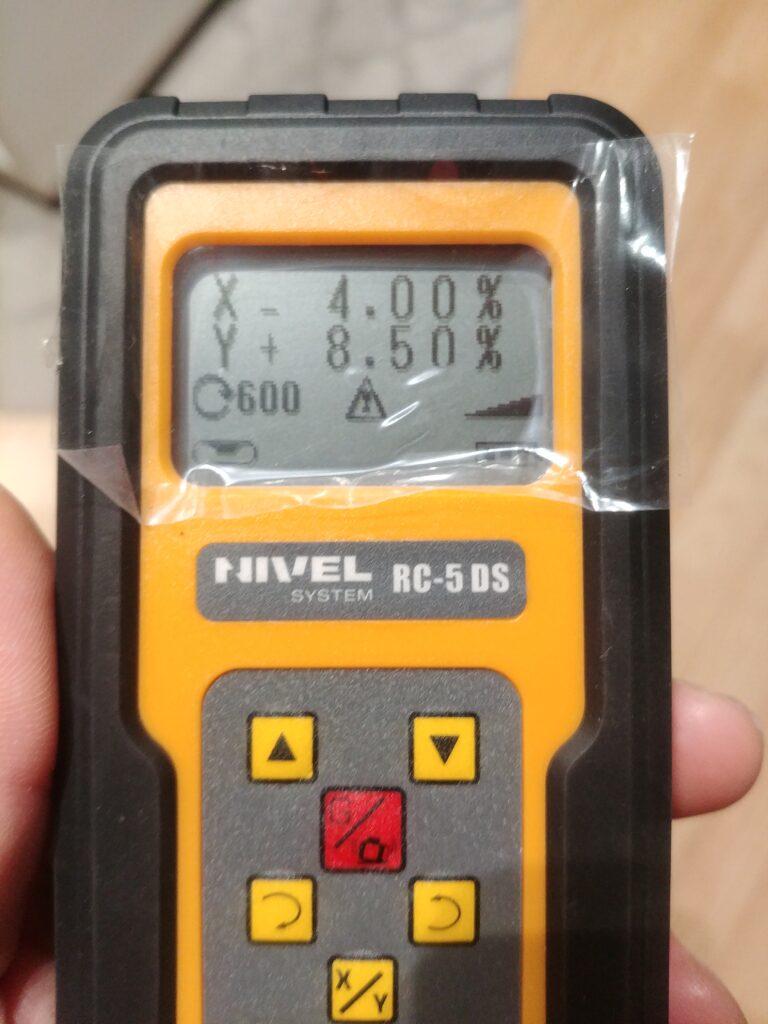 X - 4.00%
Y + 8.50%
600
NIVEL
SYSTEM
RC-5 DS
G/
X/Y